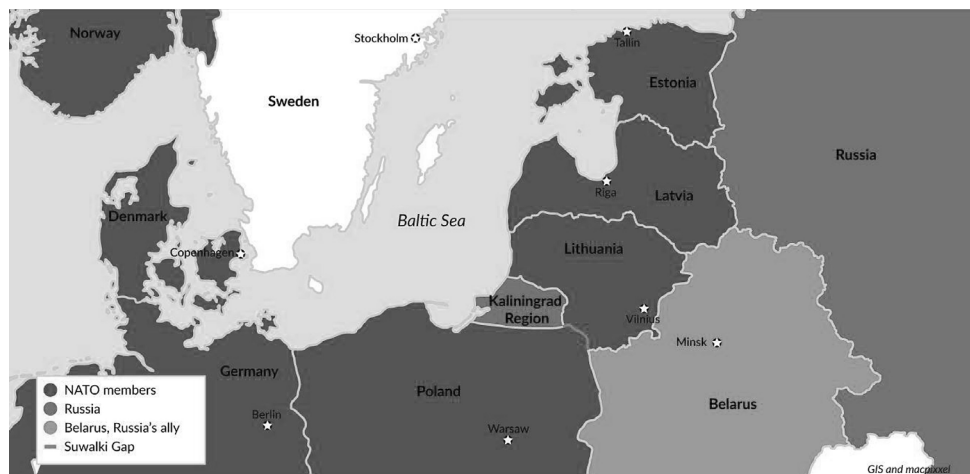 Norway
Stockholm
Tallin
Estonia
Sweden
Russia
Riga
Latvia
Denmark
Baltic Sea
Copenhagen
Lithuania
Kaliningrad
Region
Vilnius
Minsk
Germany
Poland
Belarus
Berlin
Warsaw
NATO members
Russia
Belarus, Russia's ally
Suwalki Gap
GIS and macpixxel